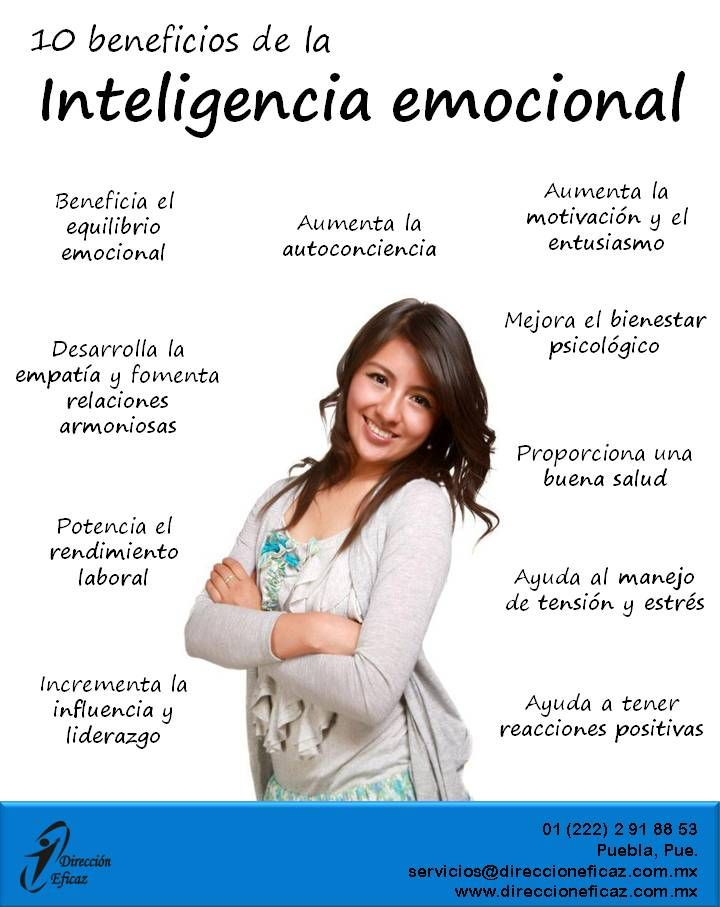 10 beneficios de la
Inteligencia emocional
Beneficia el
equilibrio
emocional
Aumenta la
autoconciencia
Aumenta la
motivación y el
entusiasmo
Desarrolla la
empatía y fomenta
relaciones
armoniosas
Mejora el bienestar
psicológico
Proporciona una
buena salud
Potencia el
rendimiento
laboral
Ayuda al manejo
de tensión y estrés
Incrementa la
influencia y
liderazgo
Ayuda a tener
reacciones positivas
Dirección
Eficaz
01 (222) 2 91 88 53
Puebla, Pue.
servicios@direccioneficaz.com.mx
www.direccioneficaz.com.mx